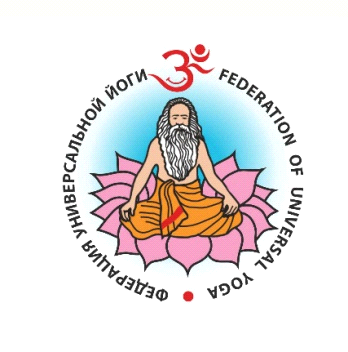 ФЕДЕРАЦИЯ УНИВЕРСАЛЬНОЙ ЙОГИ
ॐ
FEDERATION OF UNIVERSAL YOGA